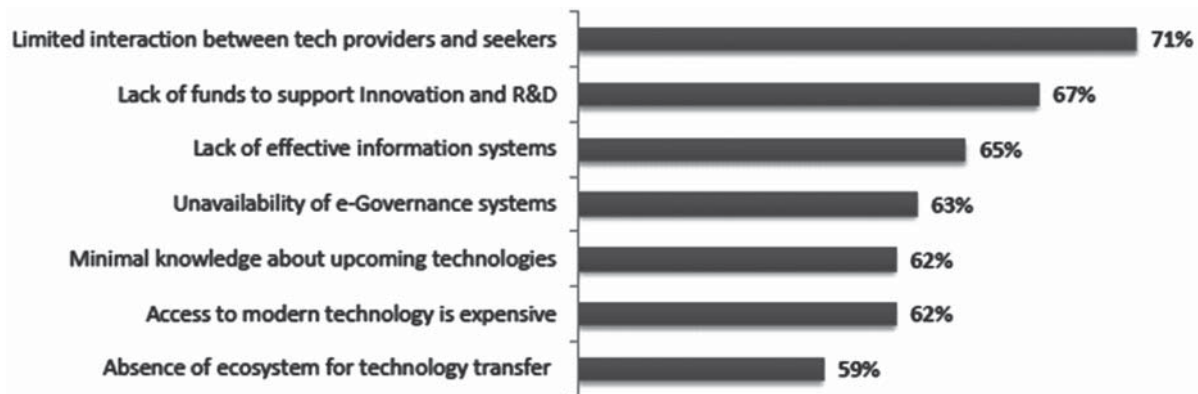 Limited interaction between tech providers and seekers 71%
Lack of funds to support Innovation and R&D 67%
Lack of effective information systems 65%
Unavailability of e-Governance systems 63%
Minimal knowledge about upcoming technologies 62%
Access to modern technology is expensive 62%
Absence of ecosystem for technology transfer 59%